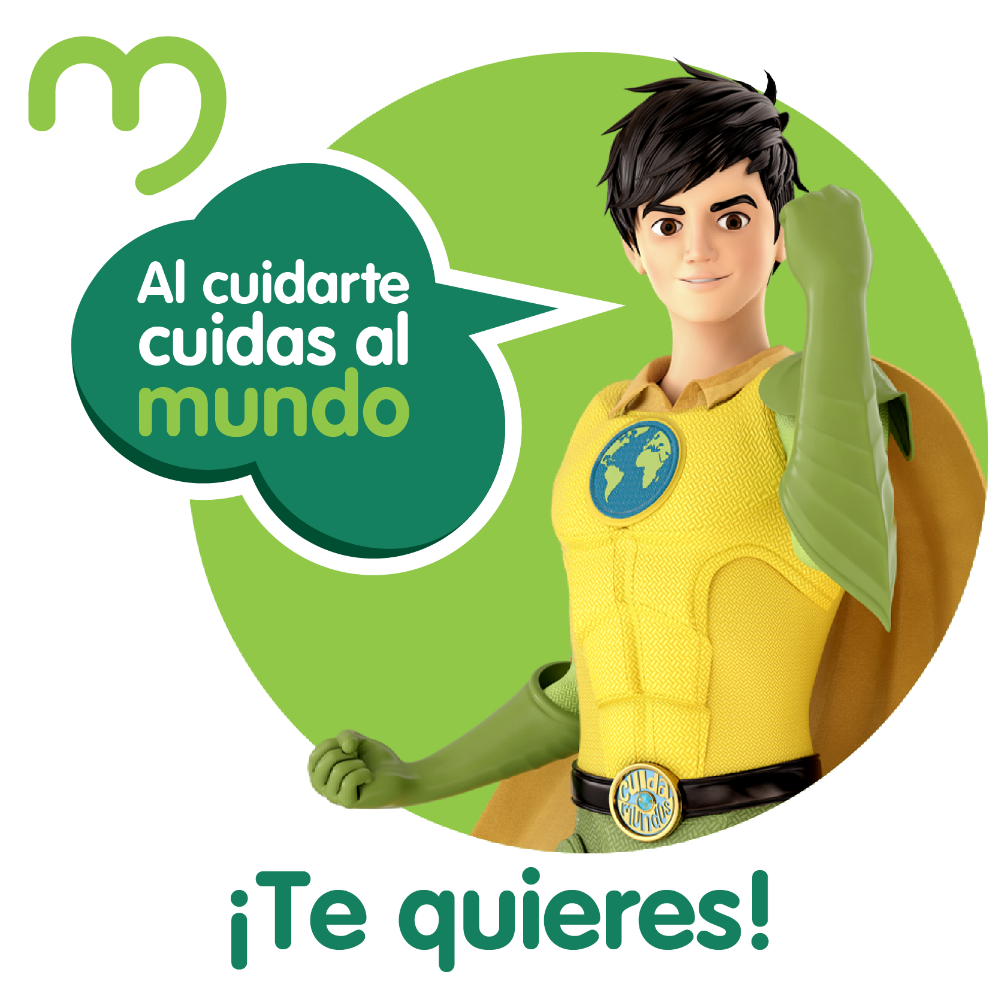 m
Al cuidarte
cuidas al
mundo
cuida
mundos
¡Te quieres!